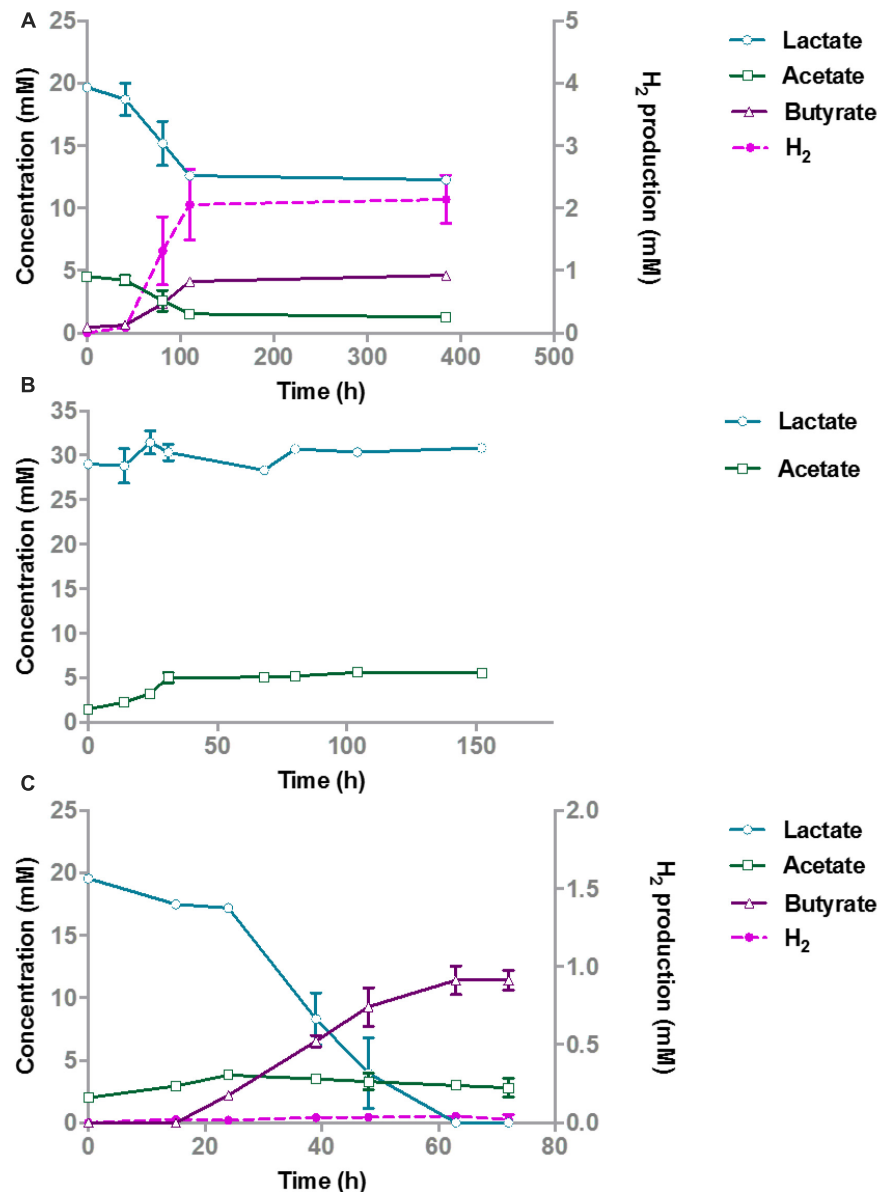 A
Concentration (mM)
25
20
15
10
5
0
0 100 200 300 400 500
Time (h)
5
4
3
2
1
0
H2 production (mM)
Lactate
Acetate
Butyrate
H2
B
Concentration (mM)
35
30
25
20
15
10
5
0
0 50 100 150
Time (h)
Lactate
Acetate
C
Concentration (mM)
25
20
15
10
5
0
0 20 40 60 80
Time (h)
2.0
1.5
1.0
0.5
0.0
H2 production (mM)
Lactate
Acetate
Butyrate
H2